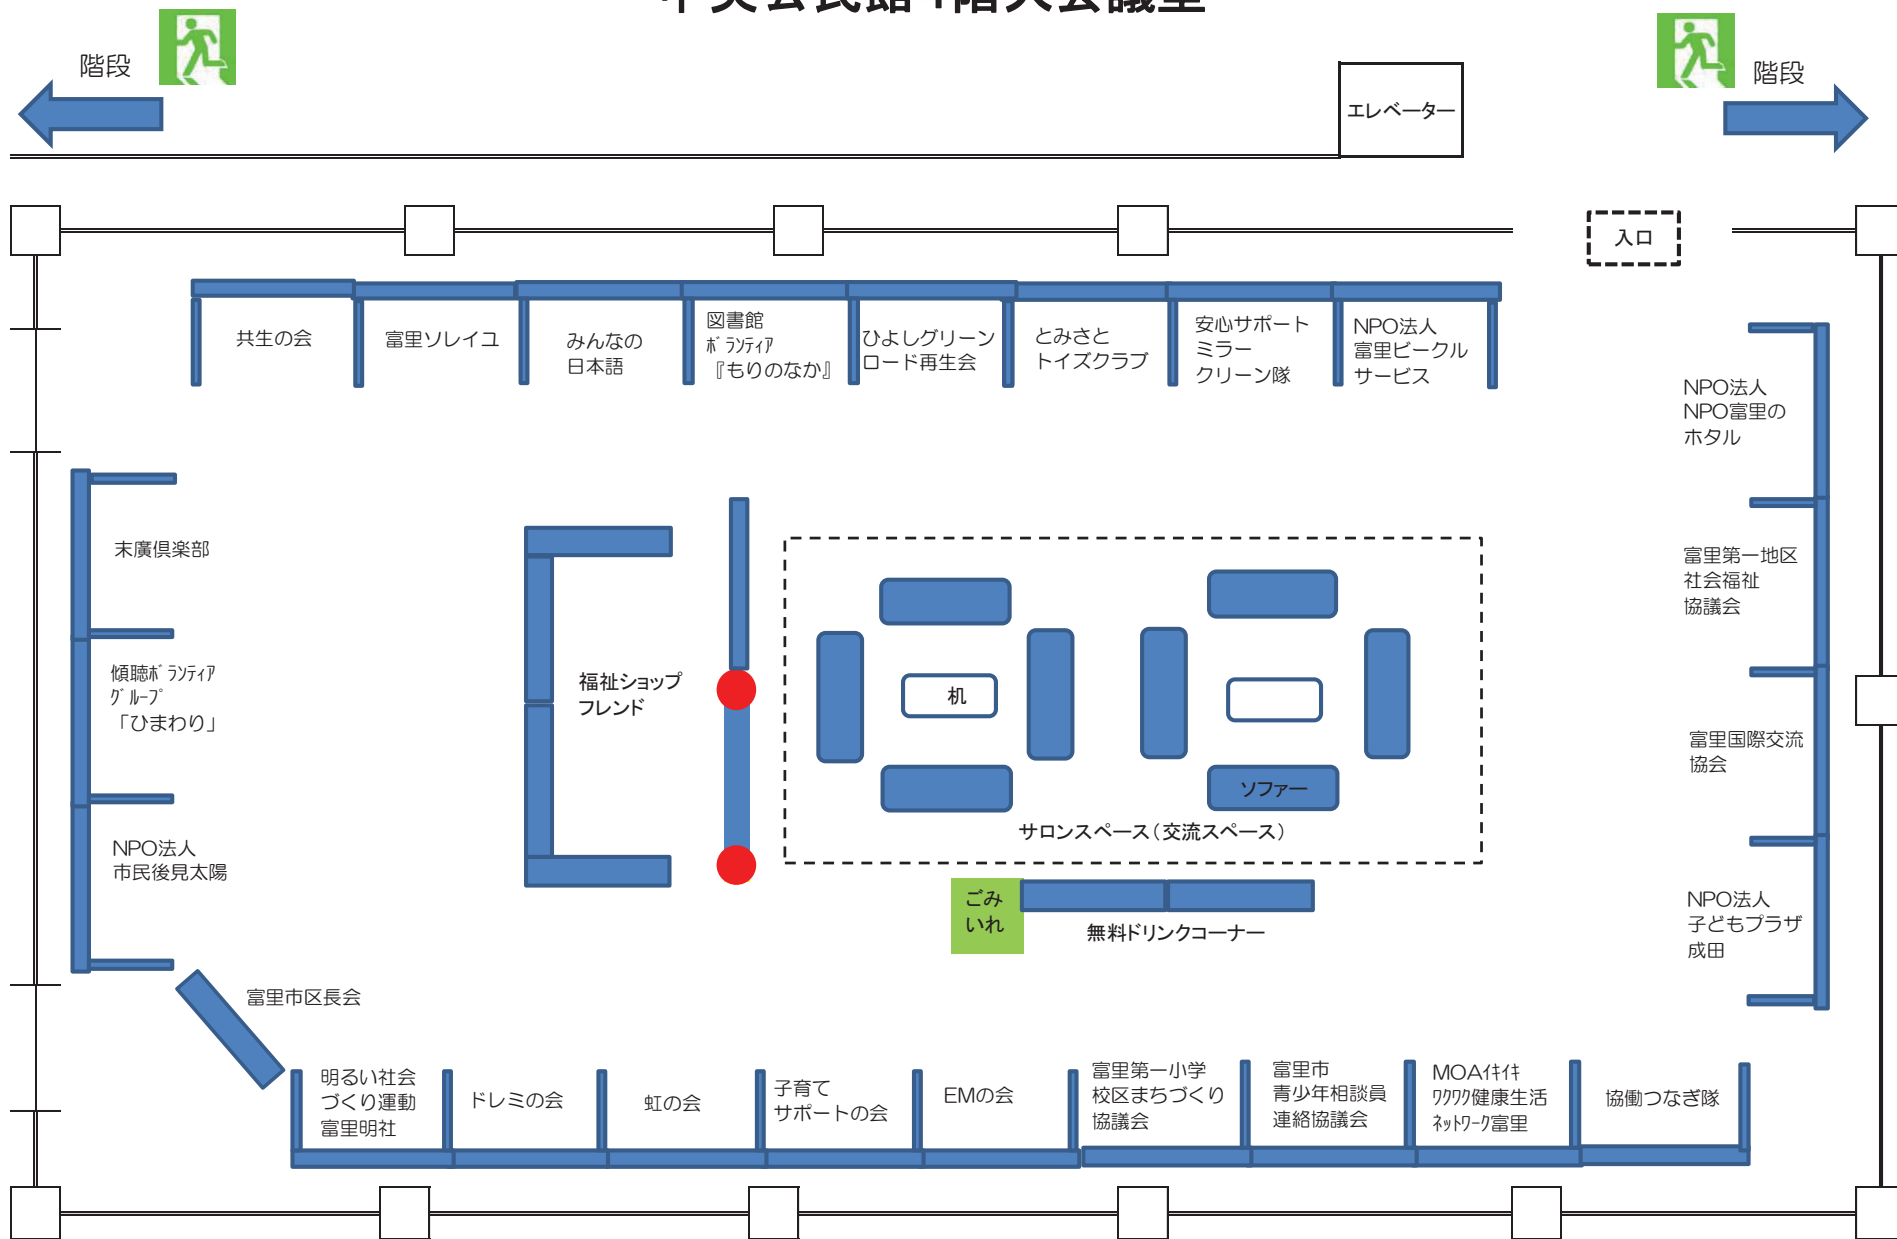 中央公民館4階大会議室
階段
階段
エレベーター
入口
共生の会
富里ソレイユ
みんなの
日本語
図書館
ﾎﾞﾗﾝﾃｨｱ
『もりのなか』
ひよしグリーン
ロード再生会
とみさと
トイズクラブ
安心サポート
ミラー
クリーン隊
NPO法人
富里ビークル
サービス
NPO法人
NPO富里の
ホタル
富里第一地区
社会福祉
協議会
富里国際交流
協会
NPO法人
子どもプラザ
成田
末廣倶楽部
傾聴ﾎﾞﾗﾝﾃｨｱ
ｸﾞﾙｰﾌﾟ
「ひまわり」
NPO法人
市民後見太陽
福祉ショップ
フレンド
机
ソファー
サロンスペース（交流スペース）
ごみ
いれ
無料ドリンクコーナー
富里市区長会
明るい社会
づくり運動
富里明社
ドレミの会
虹の会
子育て
サポートの会
EMの会
富里第一小学
校区まちづくり
協議会
富里市
青少年相談員
連絡協議会
MOAｲｷｲｷ
ﾜｸﾜｸ健康生活
ﾈｯﾄﾜｰｸ富里
協働つなぎ隊